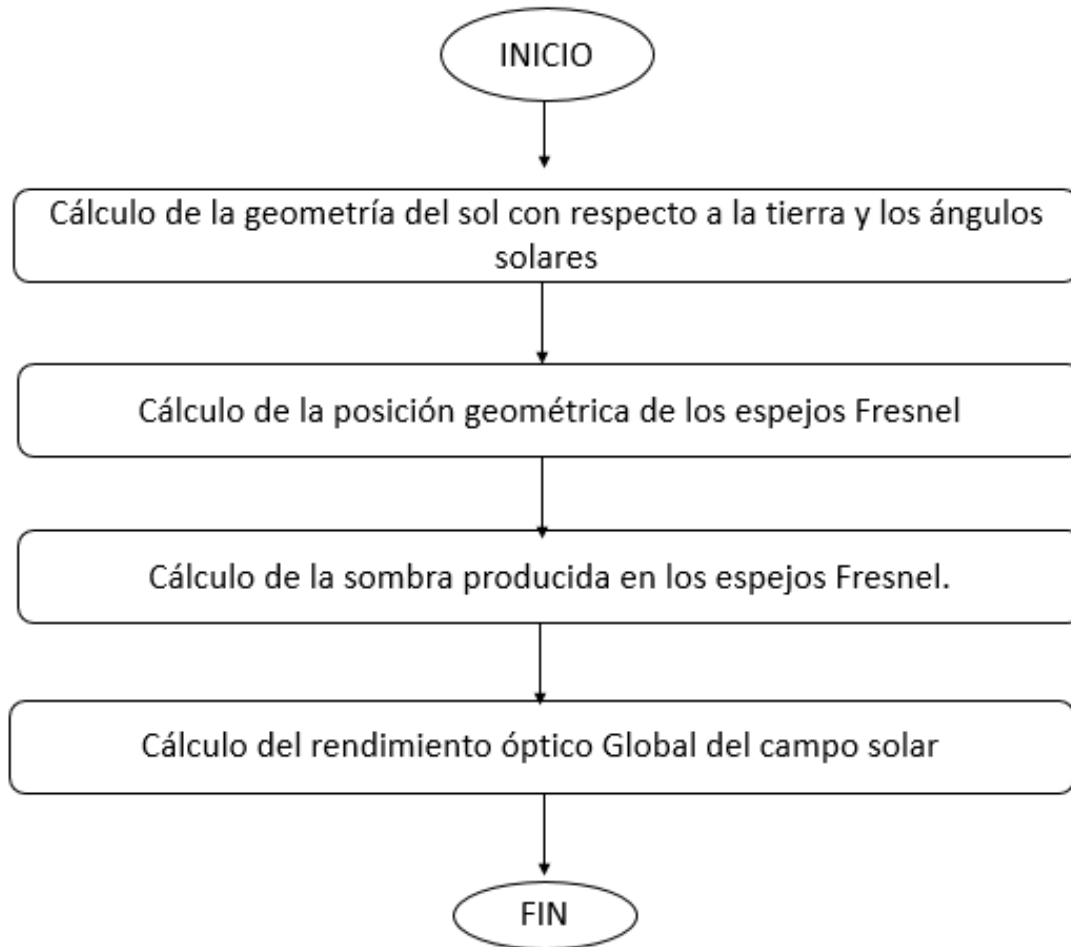 INICIO
Cálculo de la geometría del sol con respecto a la tierra y los ángulos
solares
Cálculo de la posición geométrica de los espejos Fresnel
Cálculo de la sombra producida en los espejos Fresnel.
Cálculo del rendimiento óptico Global del campo solar
FIN